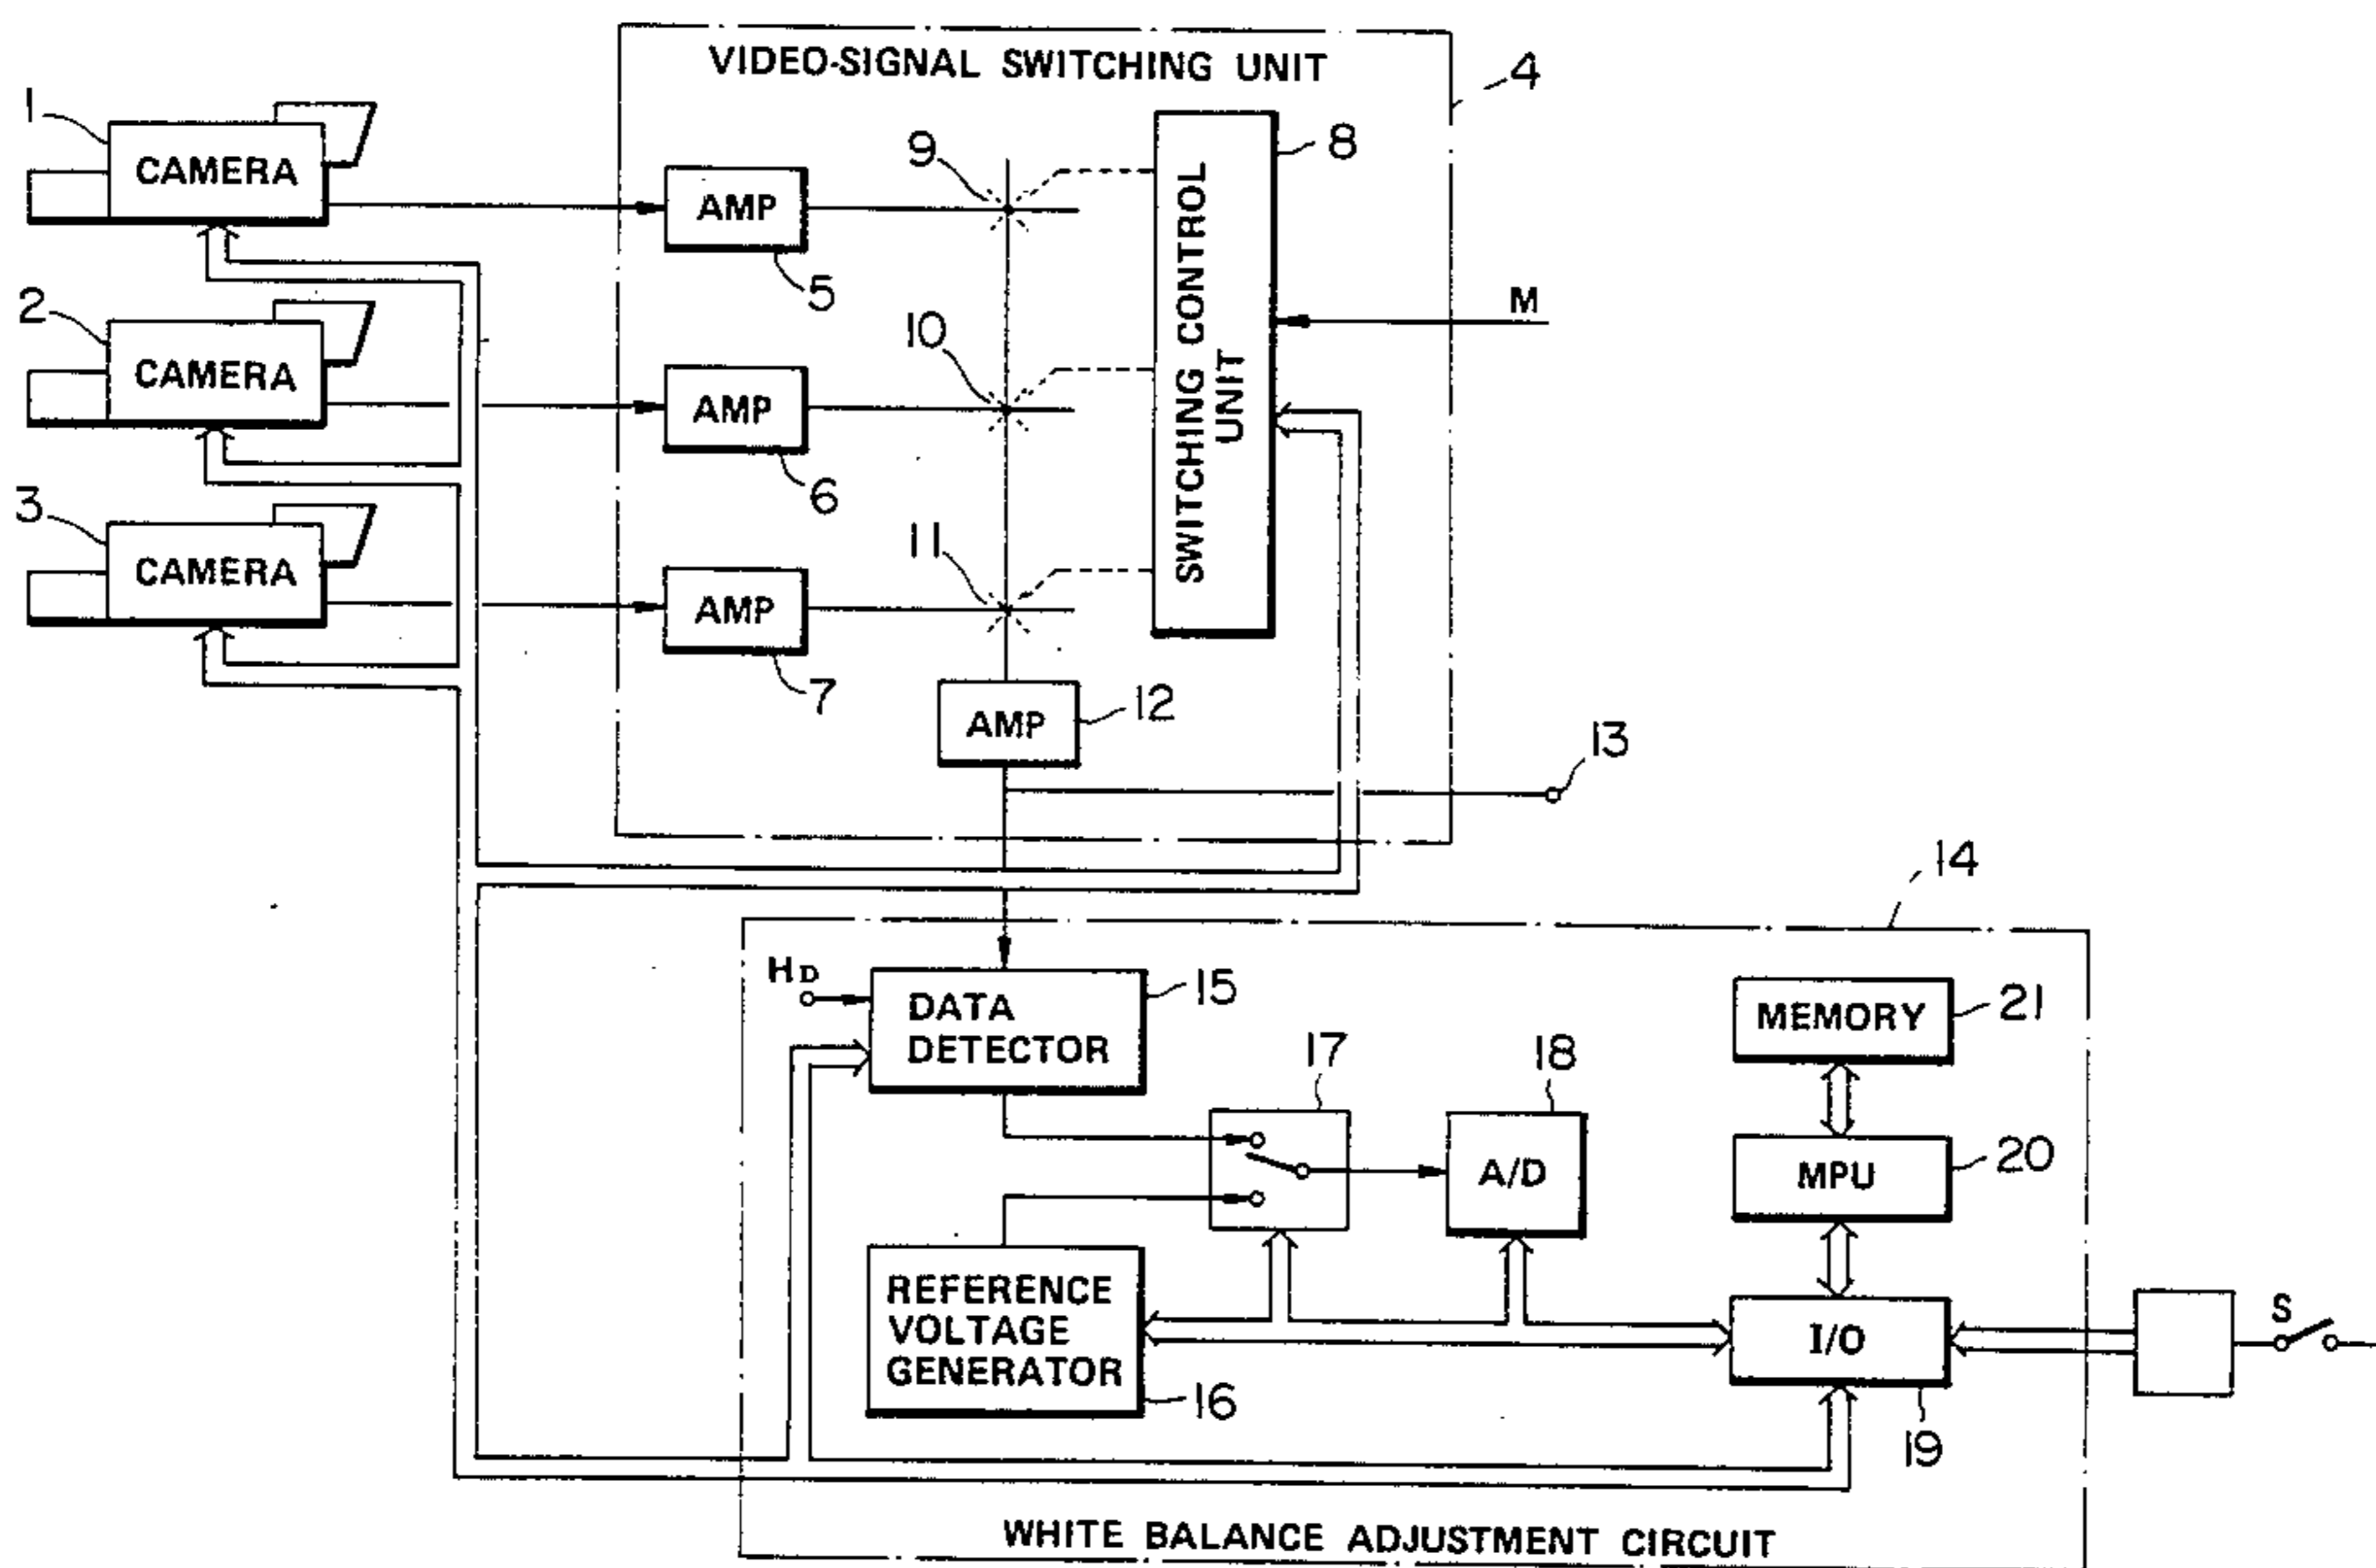 VIDEO-SIGNAL SWITCHING UNIT
4
1
CAMERA
AMP
5
9
8
SWITCHING CONTROL
UNIT
M
2
CAMERA
AMP
6
10
3
CAMERA
AMP
7
11
AMP
12
13
14
HD
DATA
DETECTOR
15
17
18
A/D
MEMORY
21
MPU
20
REFERENCE
VOLTAGE
GENERATOR
16
I/O
19
S
WHITE BALANCE ADJUSTMENT CIRCUIT